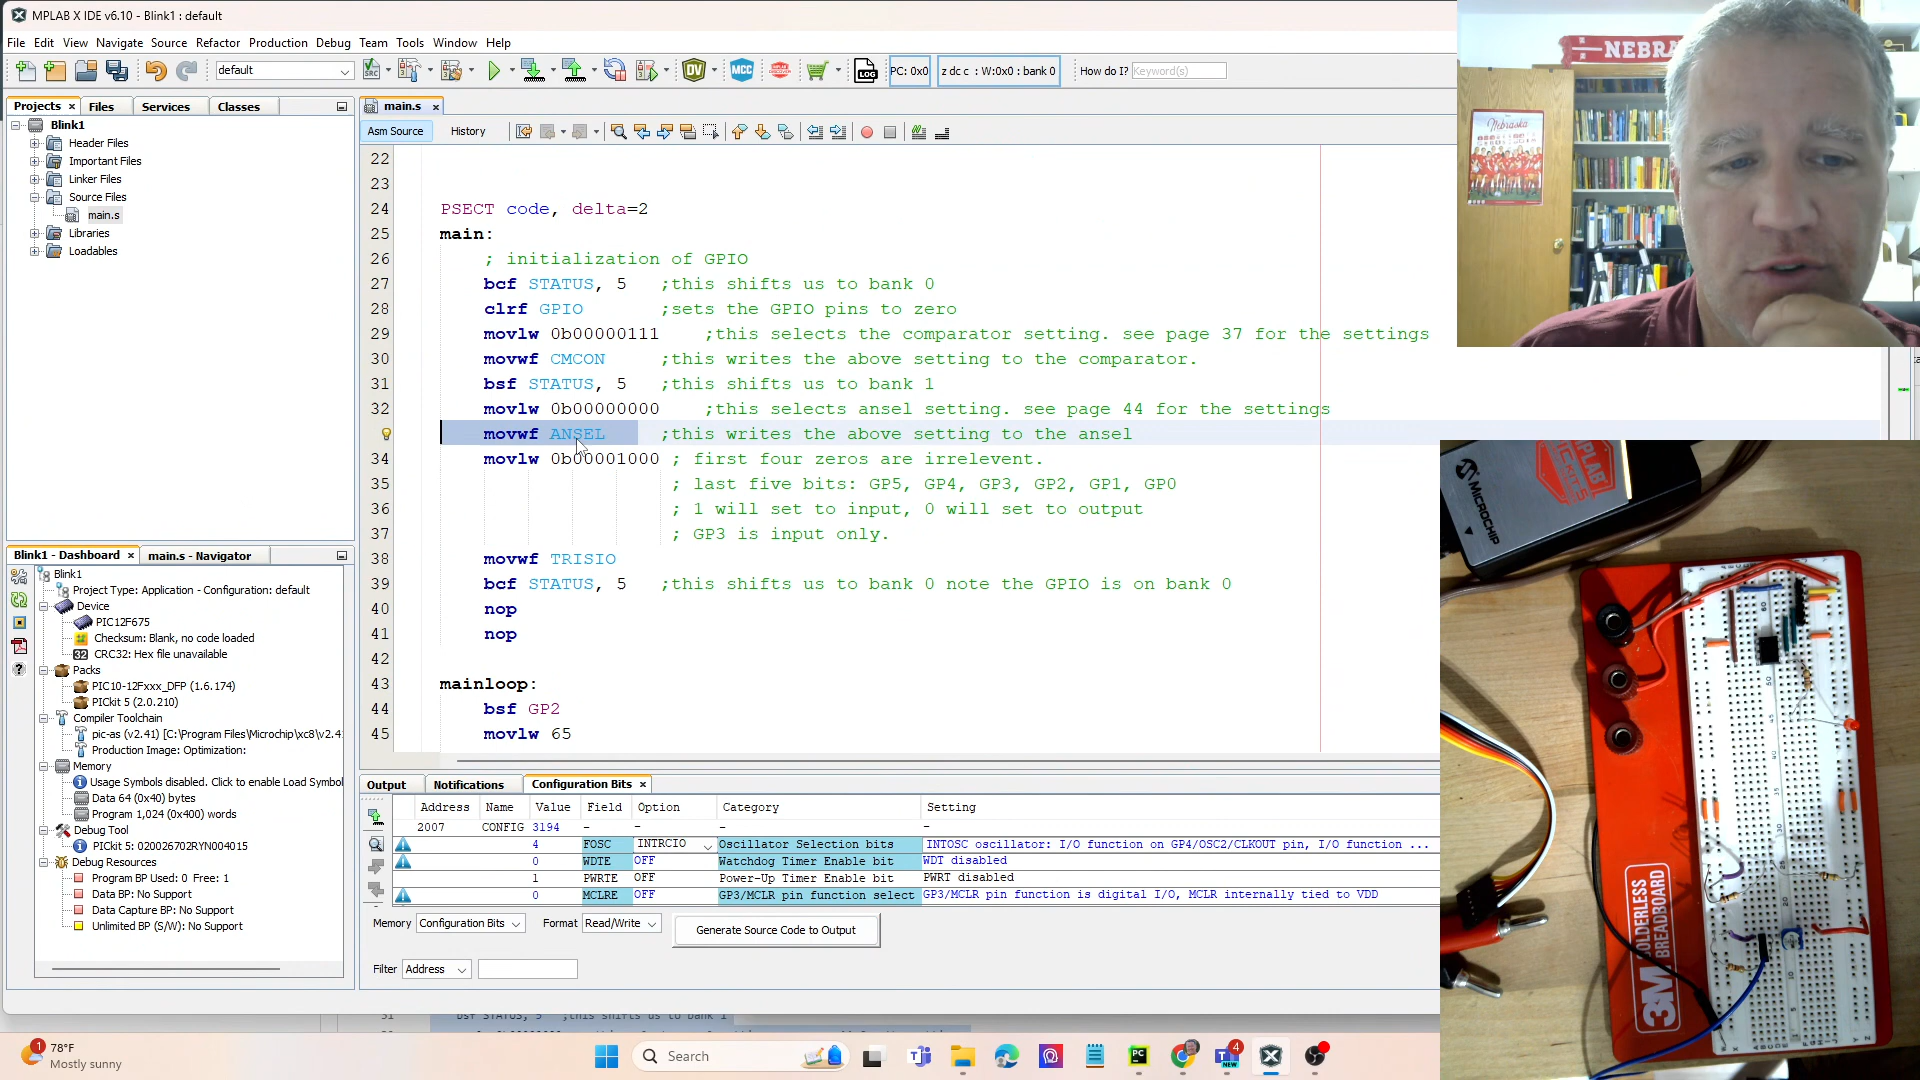 MPLAB X IDE v6.10 - Blink1 : default
File Edit View Navigate Source Refactor Production Debug Team Tools Window Help
default
PC: 0x0
z dc c : W:0x0 : bank 0
How do I? Keyword(s)
Projects × Files Services Classes
Blink1
Header Files
Important Files
Linker Files
Source Files
main.s
Libraries
Loadables
main.s ×
Asm Source History
22
23
24 PSECT code, delta=2
25 main:
26 ; initialization of GPIO
27 bcf STATUS, 5 ;this shifts us to bank 0
28 clrf GPIO ;sets the GPIO pins to zero
29 movlw 0b00000111 ;this selects the comparator setting. see page 37 for the settings
30 movwf CMCON ;this writes the above setting to the comparator.
31 bsf STATUS, 5 ;this shifts us to bank 1
32 movlw 0b00000000 ;this selects ansel setting. see page 44 for the settings
movwf ANSEL ;this writes the above setting to the ansel
34 movlw 0b00001000 ; first four zeros are irrelevent.
35 ; last five bits: GP5, GP4, GP3, GP2, GP1, GP0
36 ; 1 will set to input, 0 will set to output
37 ; GP3 is input only.
38 movwf TRISIO
39 bcf STATUS, 5 ;this shifts us to bank 0 note the GPIO is on bank 0
40 nop
41 nop
42
43 mainloop:
44 bsf GP2
45 movlw 65
Blink1 - Dashboard × main.s - Navigator
Blink1
Project Type: Application - Configuration: default
Device
PIC12F675
Checksum: Blank, no code loaded
CRC32: Hex file unavailable
Packs
PIC10-12Fxxx_DFP (1.6.174)
PICkit 5 (2.0.210)
Compiler Toolchain
pic-as (v2.41) [C:\Program Files\Microchip\xc8\v2.4
Production Image: Optimization:
Memory
Usage Symbols disabled. Click to enable Load Symbol
Data 64 (0x40) bytes
Program 1,024 (0x400) words
Debug Tool
PICkit 5: 020026702RYN004015
Debug Resources
Program BP Used: 0 Free: 1
Data BP: No Support
Data Capture BP: No Support
Unlimited BP (S/W): No Support
Output Notifications Configuration Bits ×
Address Name Value Field Option Category Setting
2007 CONFIG 3194 - - - -
4 FOSC INTRCIO Oscillator Selection bits INTOSC oscillator: I/O function on GP4/OSC2/CLKOUT pin, I/O function ...
0 WDTE OFF Watchdog Timer Enable bit WDT disabled
1 PWRTE OFF Power-Up Timer Enable bit PWRT disabled
0 MCLRE OFF GP3/MCLR pin function select GP3/MCLR pin function is digital I/O, MCLR internally tied to VDD
Memory Configuration Bits Format Read/Write Generate Source Code to Output
Filter Address
1 78°F
Mostly sunny
Search
4
NEW
NEBRA
Nebraska
MICROCHIP
MPLAB
PICKIT 5
3M SOLDERLESS
BREADBOARD